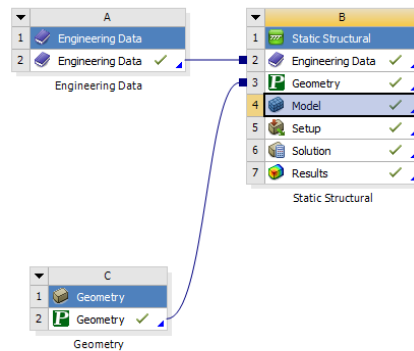 A
1 Engineering Data
2 Engineering Data
Engineering Data
B
1 Static Structural
2 Engineering Data
3 P Geometry
4 Model
5 Setup
6 Solution
7 Results
Static Structural
C
1 Geometry
2 P Geometry
Geometry